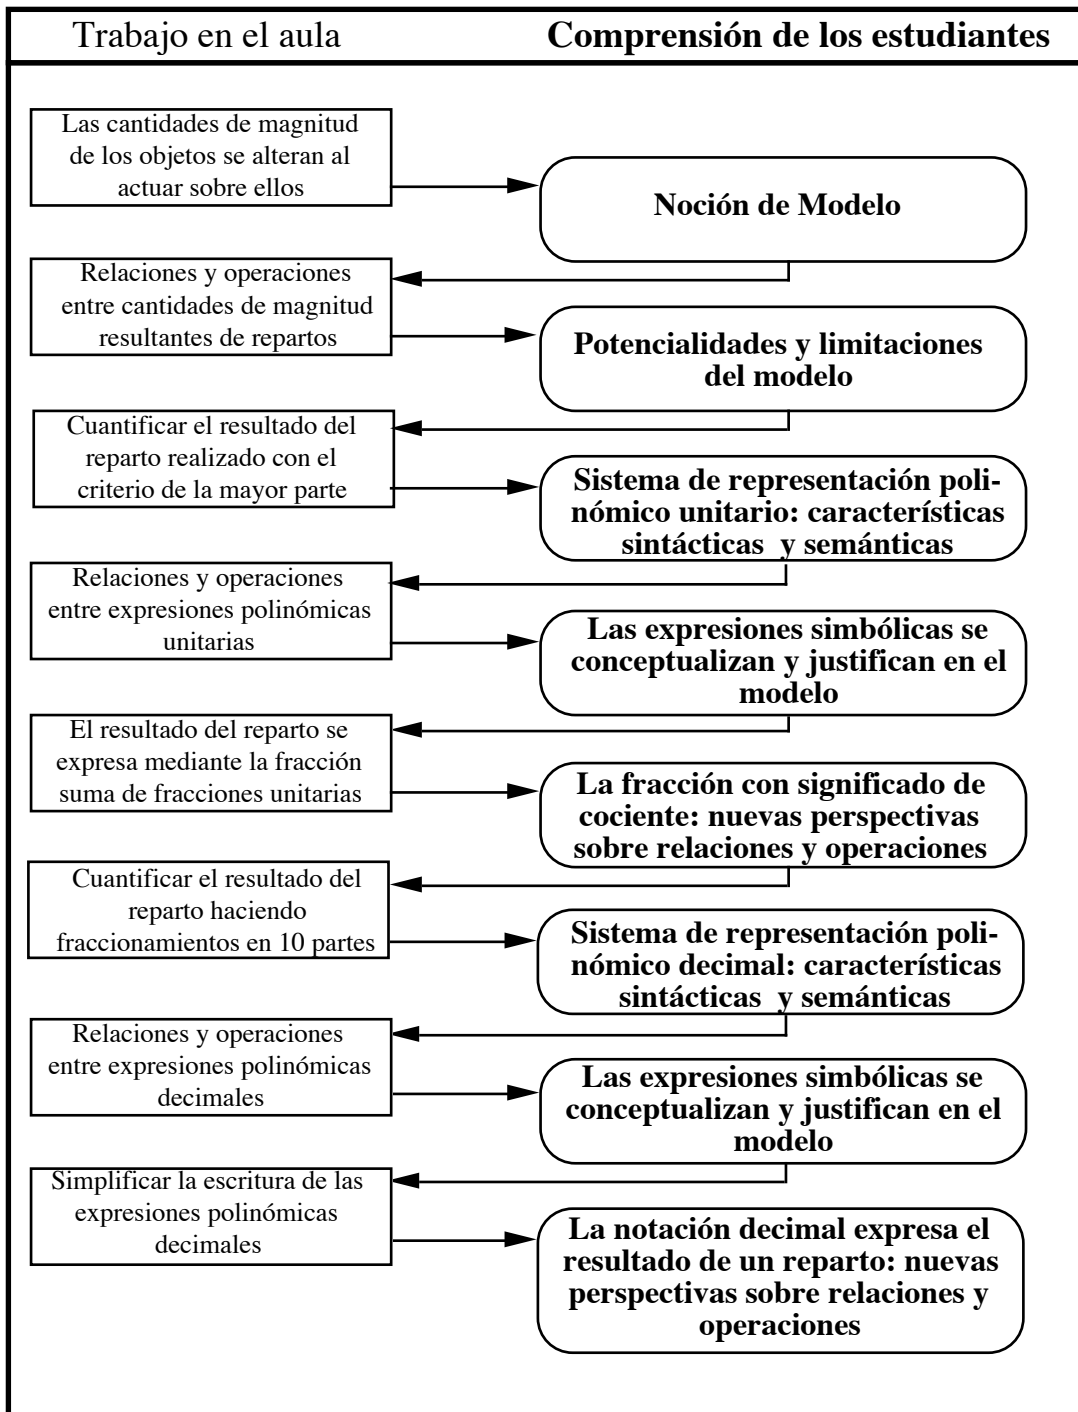 Trabajo en el aula
Comprensión de los estudiantes
Las cantidades de magnitud
de los objetos se alteran al
actuar sobre ellos
Noción de Modelo
Relaciones y operaciones
entre cantidades de magnitud
resultantes de repartos
Potencialidades y limitaciones
del modelo
Cuantificar el resultado del
reparto realizado con el
criterio de la mayor parte
Sistema de representación poli-
nómico unitario: características
sintácticas y semánticas
Relaciones y operaciones
entre expresiones polinómicas
unitarias
Las expresiones simbólicas se
conceptualizan y justifican en el
modelo
El resultado del reparto se
expresa mediante la fracción
suma de fracciones unitarias
La fracción con significado de
cociente: nuevas perspectivas
sobre relaciones y operaciones
Cuantificar el resultado del
reparto haciendo
fraccionamientos en 10 partes
Sistema de representación poli-
nómico decimal: características
sintácticas y semánticas
Relaciones y operaciones
entre expresiones polinómicas
decimales
Las expresiones simbólicas se
conceptualizan y justifican en el
modelo
Simplificar la escritura de las
expresiones polinómicas
decimales
La notación decimal expresa el
resultado de un reparto: nuevas
perspectivas sobre relaciones y
operaciones